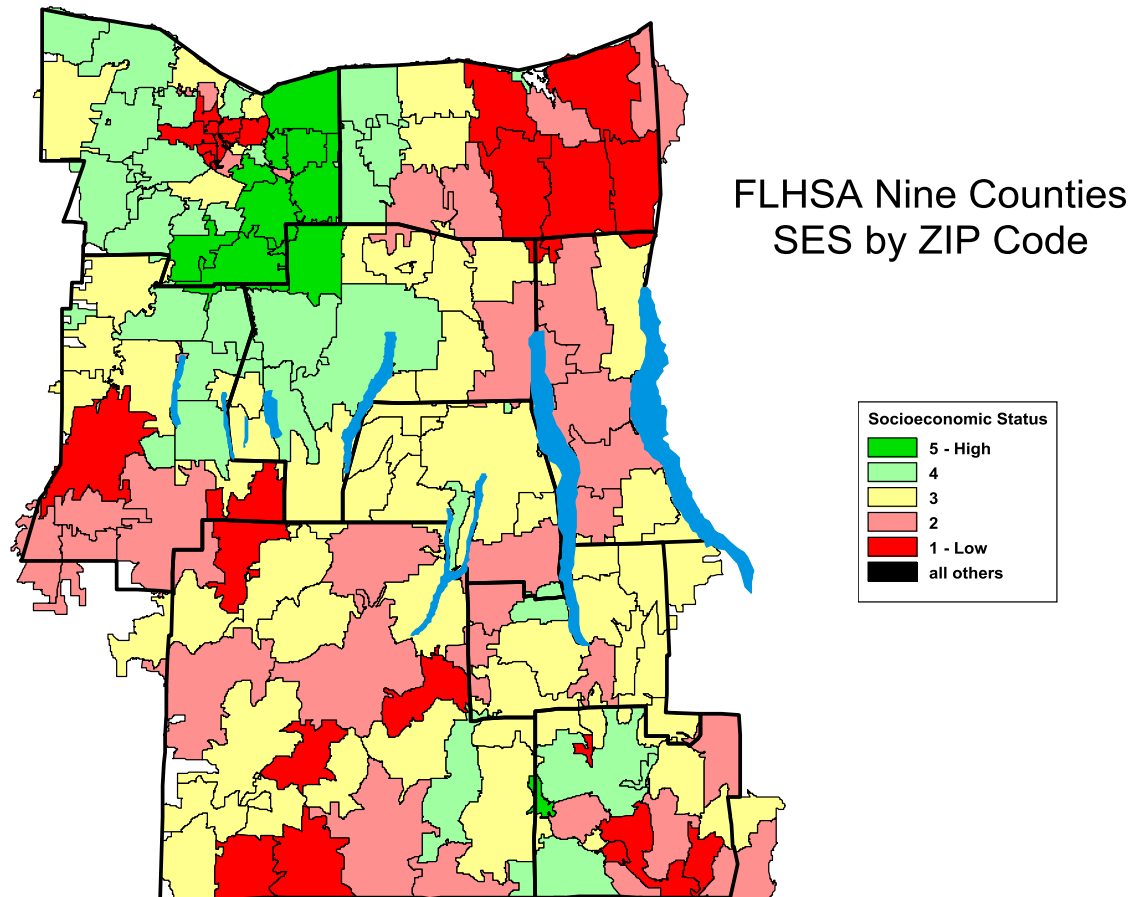 FLHSA Nine Counties
SES by ZIP Code
Socioeconomic Status
5 - High
4
3
2
1 - Low
all others